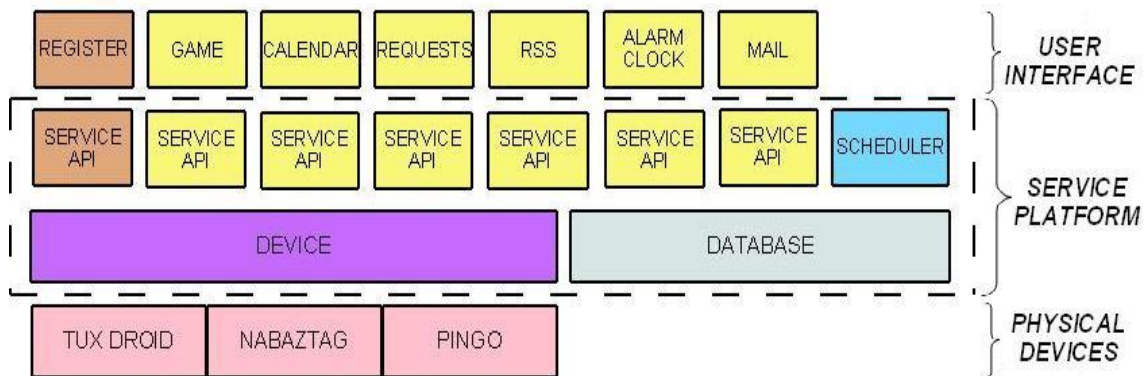 REGISTER
GAME
CALENDAR
REQUESTS
RSS
ALARM
CLOCK
MAIL
USER
INTERFACE
SERVICE
API
SERVICE
API
SERVICE
API
SERVICE
API
SERVICE
API
SERVICE
API
SERVICE
API
SCHEDULER
DEVICE
DATABASE
SERVICE
PLATFORM
TUX DROID
NABAZTAG
PINGO
PHYSICAL
DEVICES